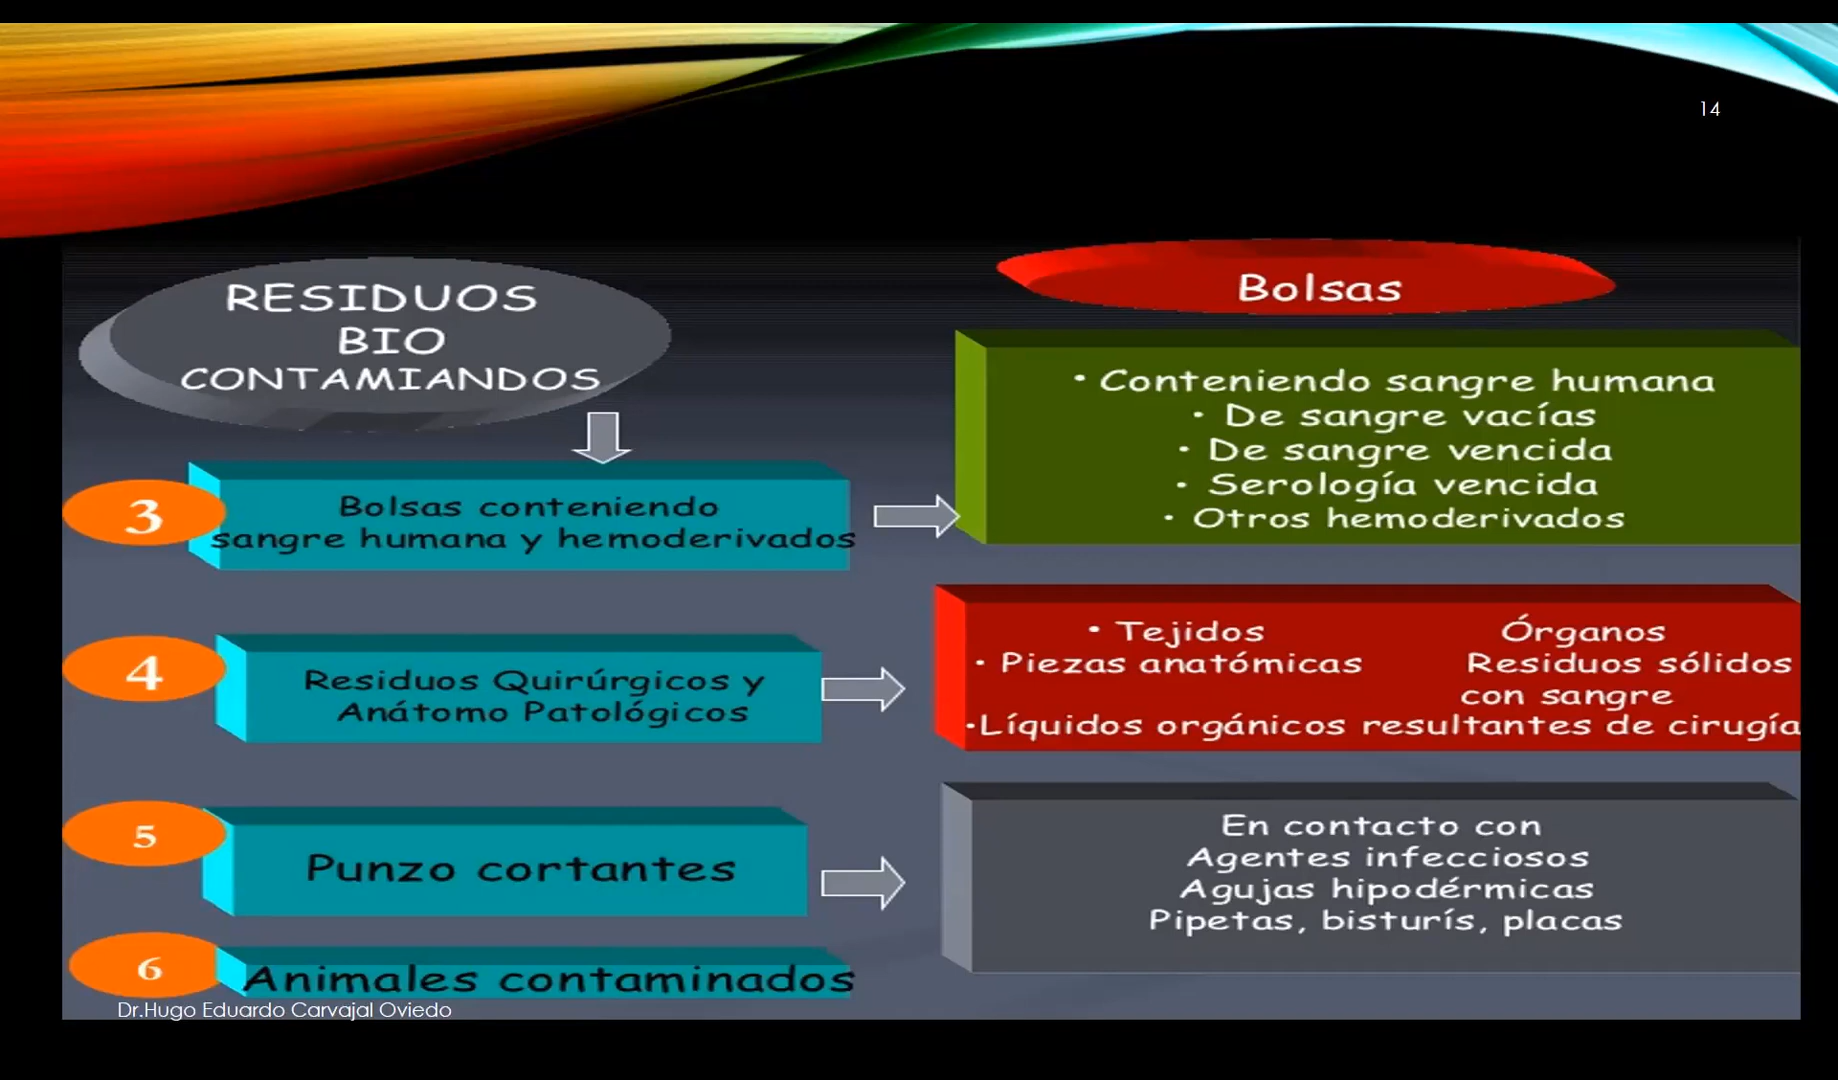 14
RESIDUOS
BIO
CONTAMIANDOS
Bolsas
3
Bolsas conteniendo
sangre humana y hemoderivados
• Conteniendo sangre humana
• De sangre vacías
• De sangre vencida
• Serología vencida
• Otros hemoderivados
4
Residuos Quirúrgicos y
Anátomo Patológicos
• Tejidos Órganos
• Piezas anatómicas Residuos sólidos
con sangre
•Líquidos orgánicos resultantes de cirugía
5
Punzo cortantes
En contacto con
Agentes infecciosos
Agujas hipodérmicas
Pipetas, bisturís, placas
6
Animales contaminados
Dr.Hugo Eduardo Carvajal Oviedo